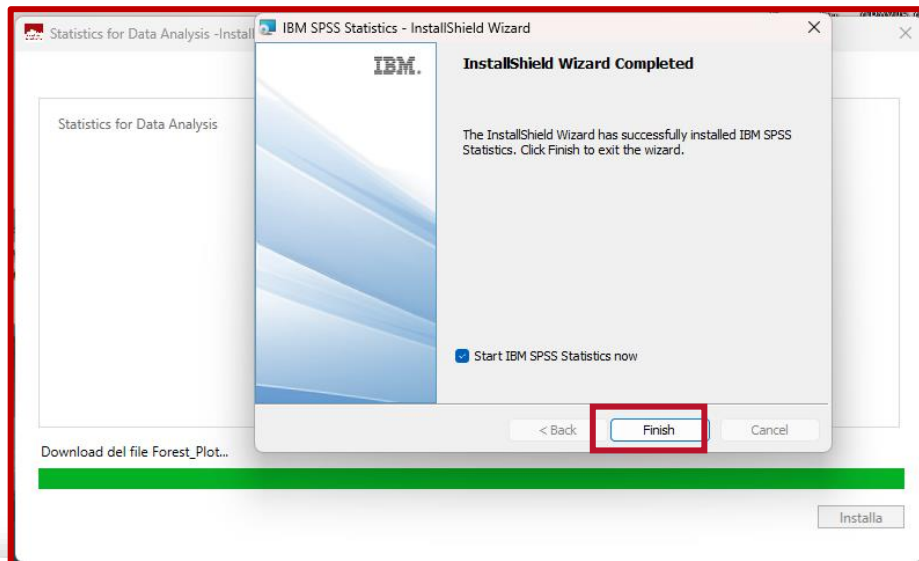 Statistics for Data Analysis -Install
IBM SPSS Statistics - InstallShield Wizard
IBM.
InstallShield Wizard Completed
Statistics for Data Analysis
The InstallShield Wizard has successfully installed IBM SPSS
Statistics. Click Finish to exit the wizard.
Start IBM SPSS Statistics now
< Back
Finish
Cancel
Download del file Forest_Plot...
Installa